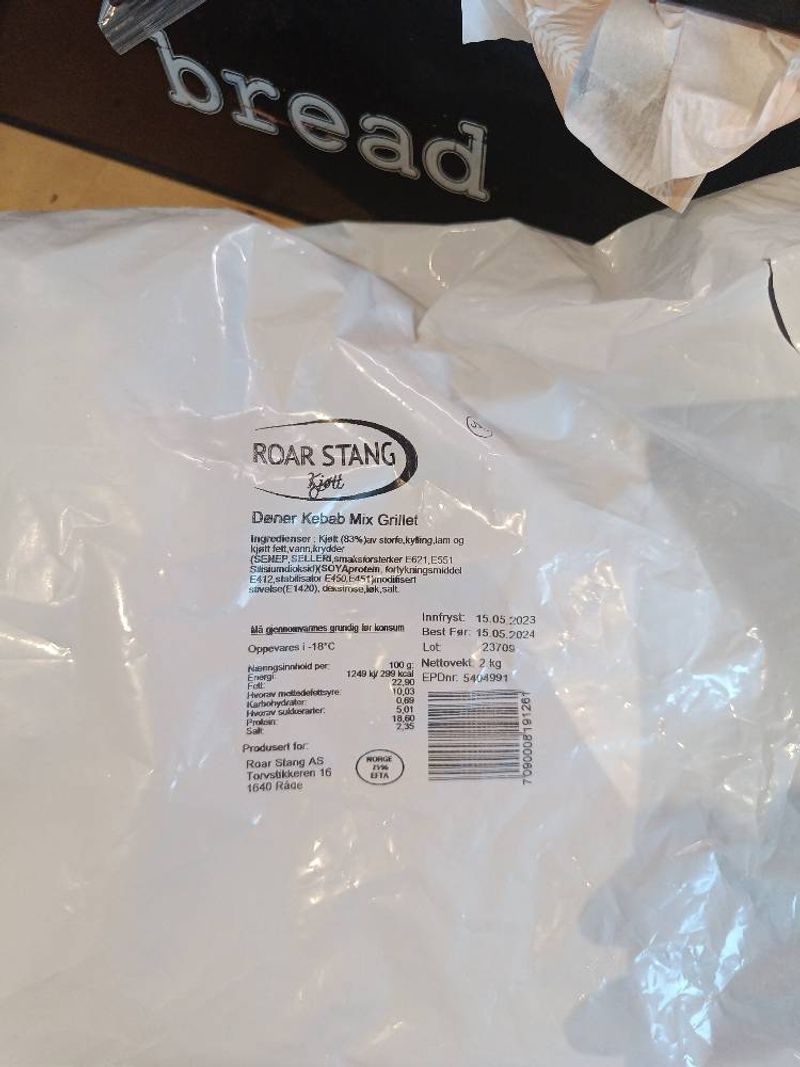 bread
ROAR STANG
Kjøtt
Døner Kebab Mix Grillet
Ingredienser : Kjøtt (83%)av storfe,kylling,lam og
kjøtt fett,vann,krydder
(SENEP,SELLERI,smaksforsterker E621,E551
Silisiumdioksid)(SOYAprotein, fortykningsmiddel
E412,stabilisator E450,E451)modifisert
stivelse(E1420), dekstrose,løk,salt.
Må gjennomvarmes grundig før konsum
Oppevares i -18°C
Næringsinnhold per: 100 g:
Energi: 1249 kj/ 299 kcal
Fett: 22,90
Hvorav mettedefettsyre: 10,03
Karbohydrater: 0,69
Hvorav sukkerarter: 5,01
Protein: 18,60
Salt: 2,35
Innfryst: 15.05.2023
Best Før: 15.05.2024
Lot: 23709
Nettovekt: 2 kg
EPDnr: 5404991
7090008191261
Produsert for:
Roar Stang AS
Torvstikkeren 16
1640 Råde
NORGE
EFTA